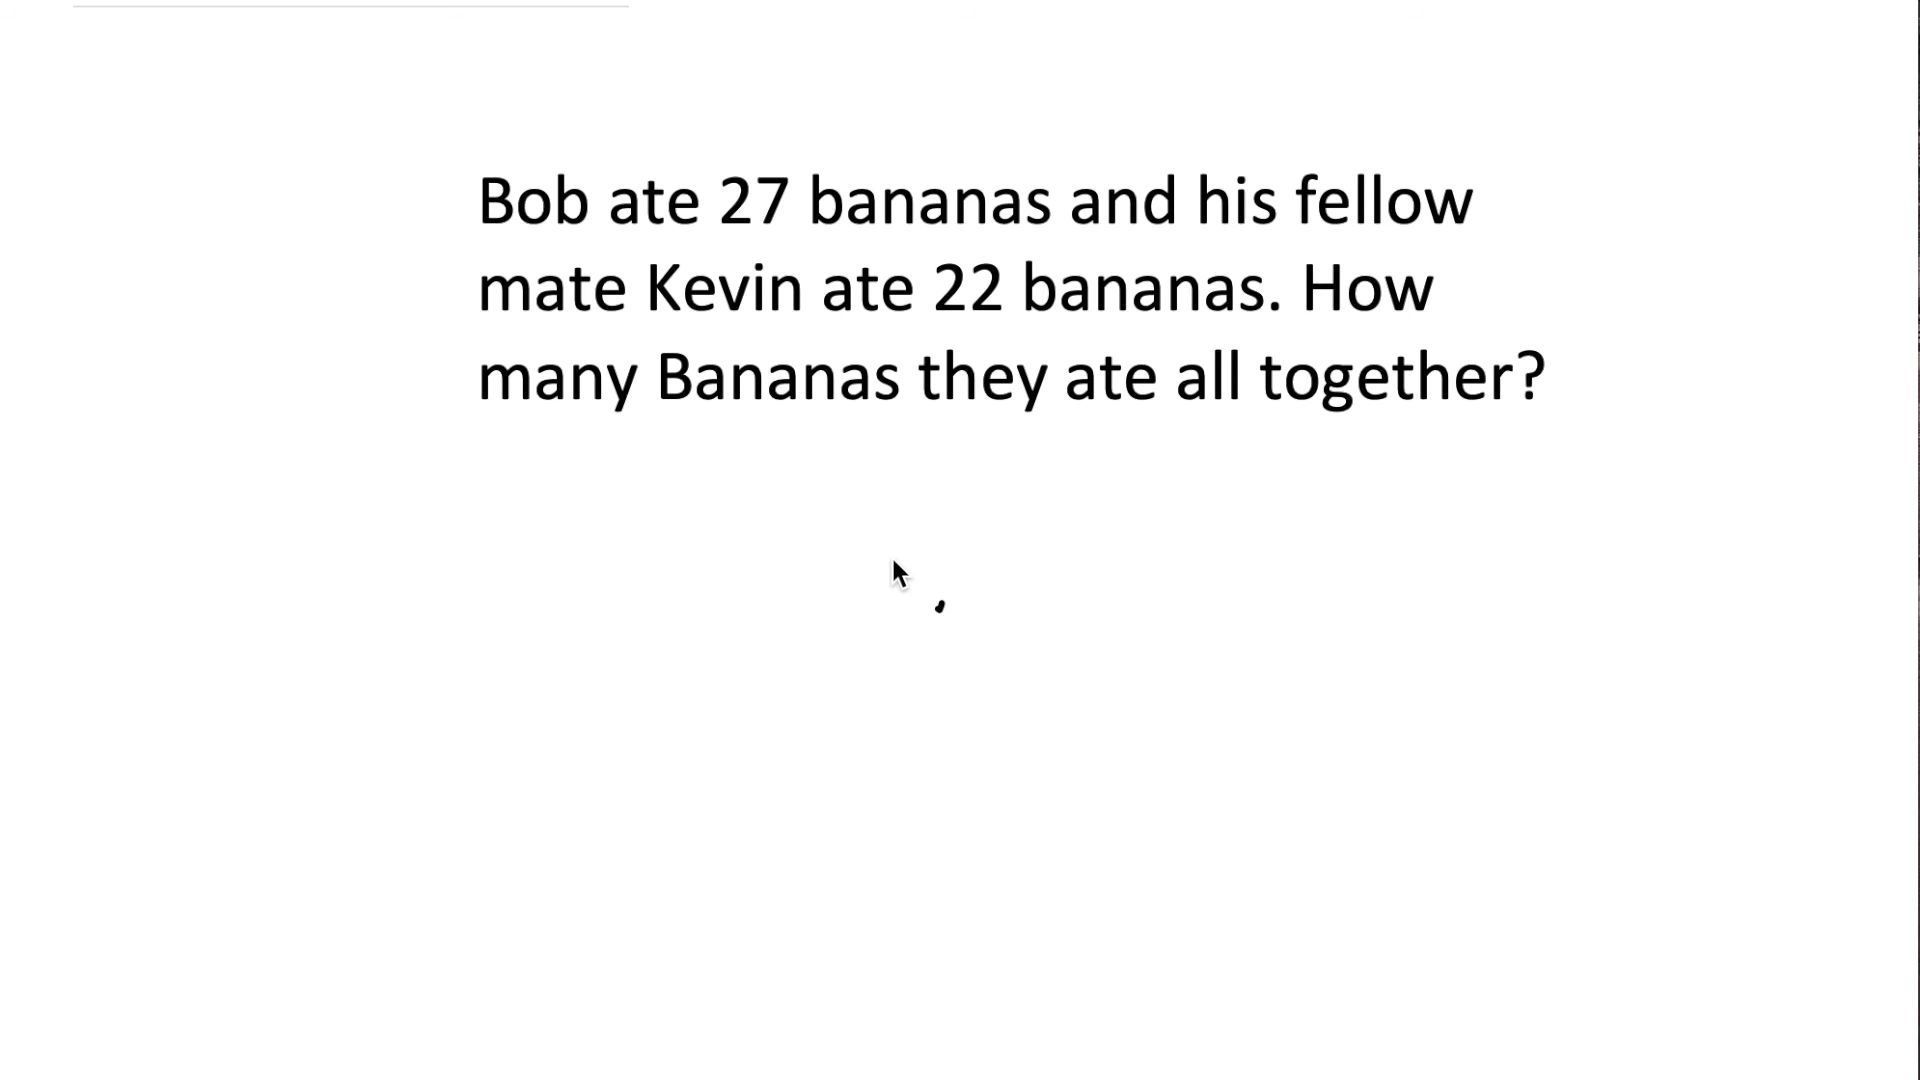 Bob ate 27 bananas and his fellow
mate Kevin ate 22 bananas. How
many Bananas they ate all together?